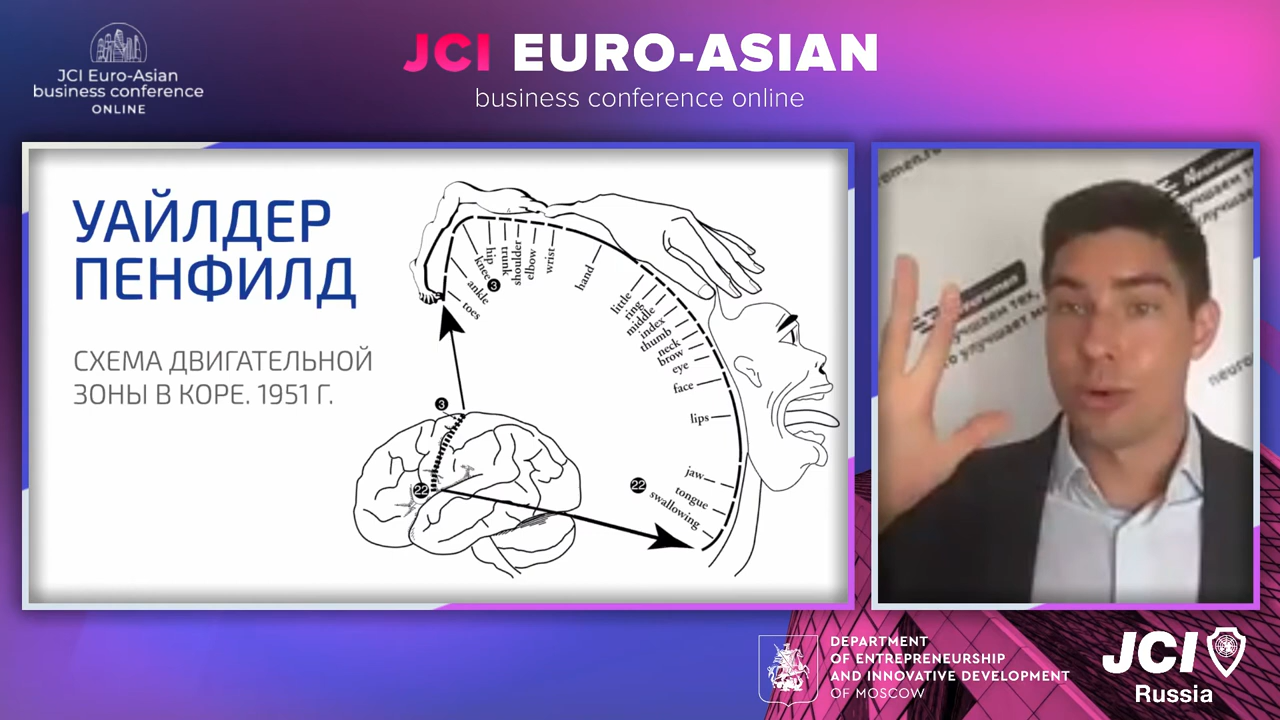 JCI Euro-Asian
business conference
ONLINE
JCI EURO-ASIAN
business conference online
УАЙЛДЕР
ПЕНФИЛД
СХЕМА ДВИГАТЕЛЬНОЙ
ЗОНЫ В КОРЕ. 1951 Г.
toes
ankle
knee
hip
trunk
shoulder
elbow
wrist
hand
little
ring
middle
index
thumb
neck
brow
eye
face
lips
jaw
tongue
swallowing
3
3
22
22
Neuromen
DEPARTMENT
OF ENTREPRENEURSHIP
AND INNOVATIVE DEVELOPMENT
OF MOSCOW
JCI
Russia